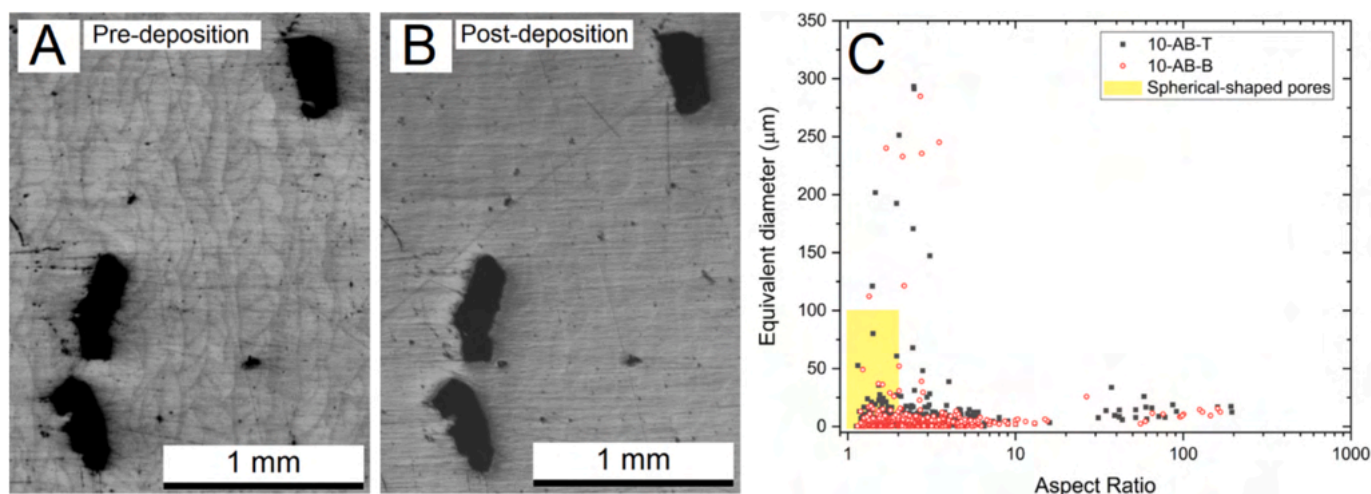 A
Pre-deposition
1 mm
B
Post-deposition
1 mm
C
10-AB-T
10-AB-B
Spherical-shaped pores
Equivalent diameter (μm)
350
300
250
200
150
100
50
0
1
10
100
1000
Aspect Ratio